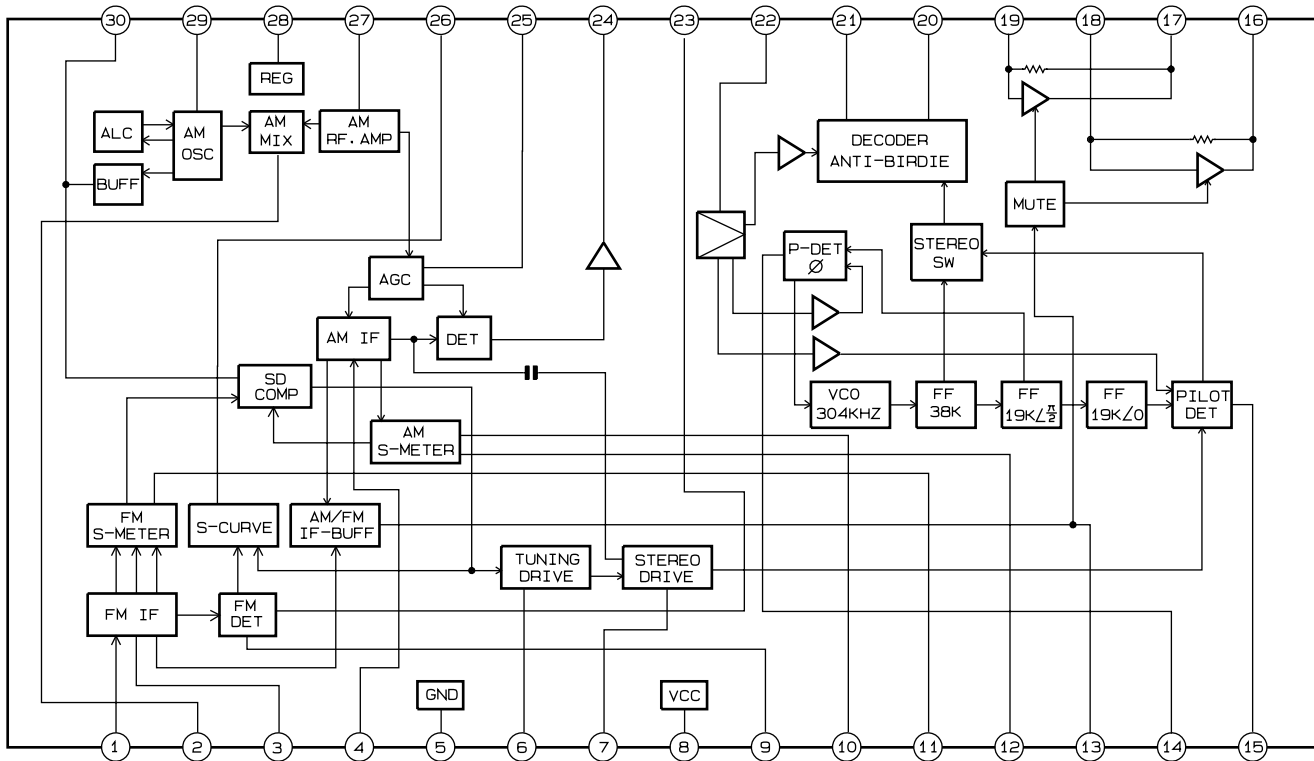 30 29 28 27 26 25 24 23 22 21 20 19 18 17 16
REG
ALC
AM
OSC
AM
MIX
AM
RF. AMP
DECODER
ANTI-BIRDIE
BUFF
MUTE
P-DET
Ø
STEREO
SW
AGC
AM IF
DET
SD
COMP
VCO
304KHZ
FF
38K
FF
19K∠π/2
FF
19K∠0
PILOT
DET
AM
S-METER
FM
S-METER
S-CURVE
AM/FM
IF-BUFF
TUNING
DRIVE
STEREO
DRIVE
FM IF
FM
DET
GND
VCC
1 2 3 4 5 6 7 8 9 10 11 12 13 14 15